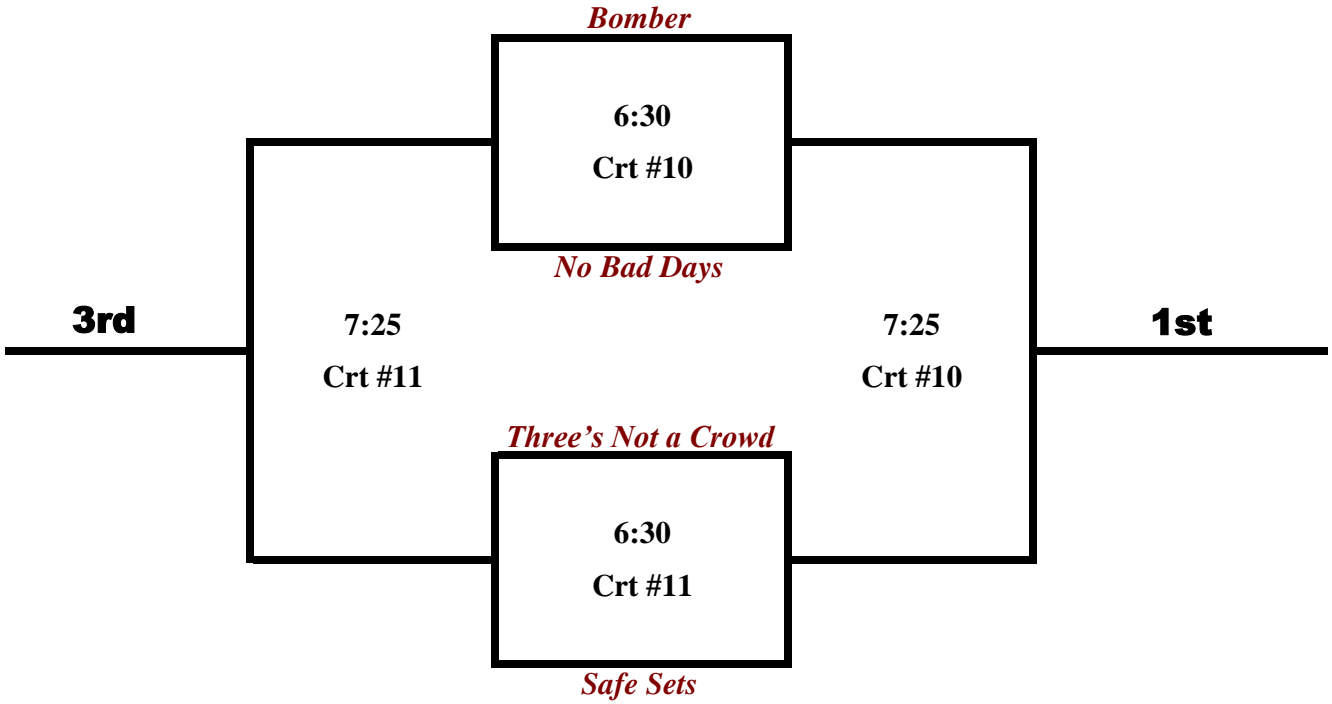 Bomber
6:30
Crt #10
No Bad Days
3rd
7:25
Crt #11
7:25
Crt #10
1st
Three’s Not a Crowd
6:30
Crt #11
Safe Sets